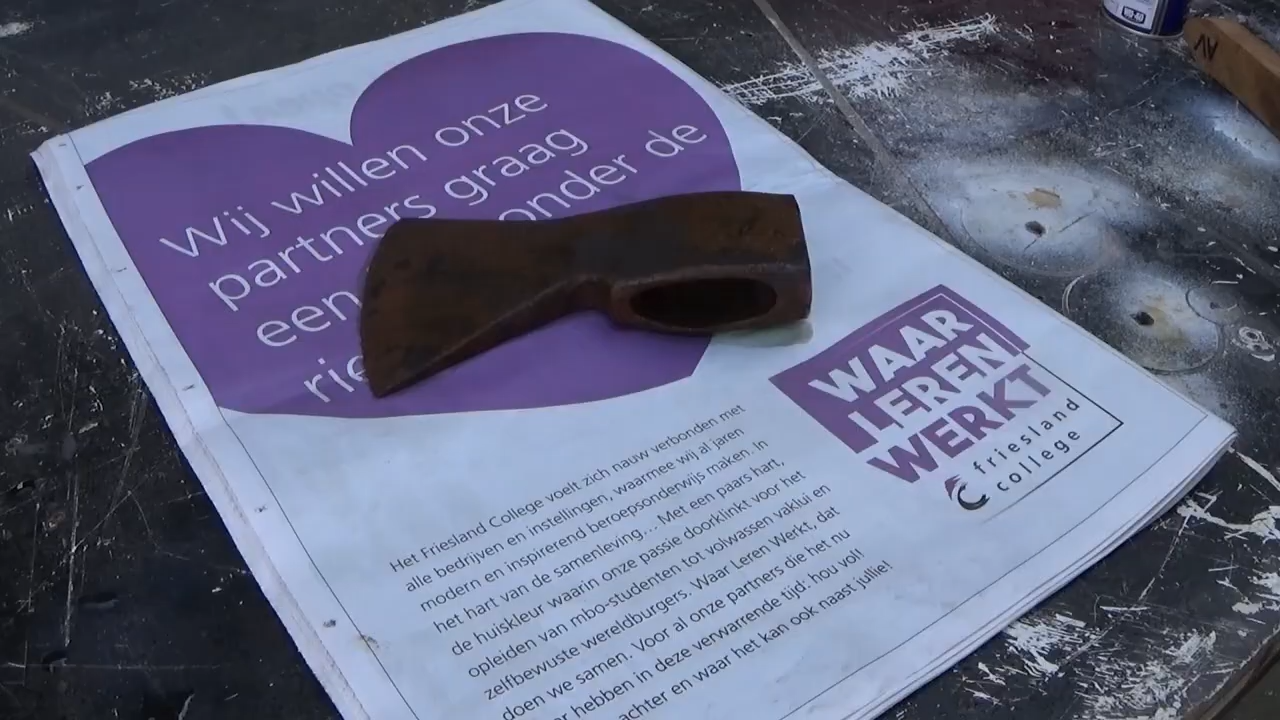 Wij willen onze
partners graag
een onder de
WAAR
LEREN
WERKT
friesland
college
Het Friesland College voelt zich nauw verbonden met
alle bedrijven en instellingen, waarmee wij al jaren
modern en inspirerend beroepsonderwijs maken. In
het hart van de samenleving... Met een paars hart,
de huiskleur waarin onze passie doorklinkt voor het
opleiden van mbo-studenten tot volwassen vaklui en
zelfbewuste wereldburgers. Waar Leren Werkt, dat
doen we samen. Voor al onze partners die het nu
hebben in deze verwarrende tijd: hou vol!
achter en waar het kan ook naast jullie!
AV